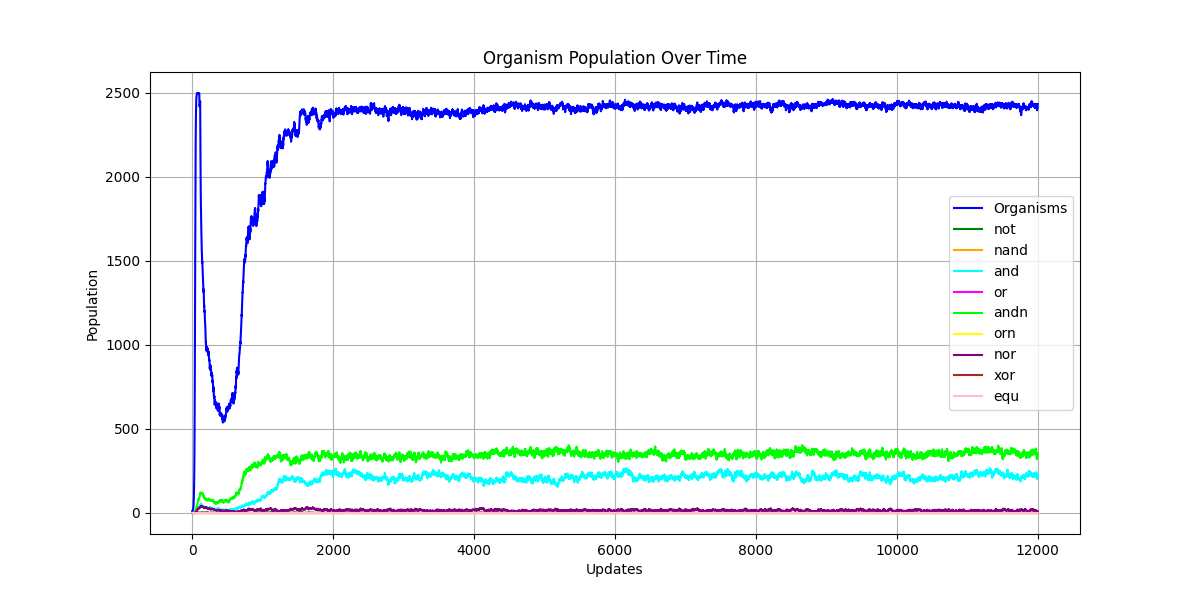 Organism Population Over Time
Population
2500
2000
1500
1000
500
0
Organisms
not
nand
and
or
andn
orn
nor
xor
equ
0 2000 4000 6000 8000 10000 12000
Updates